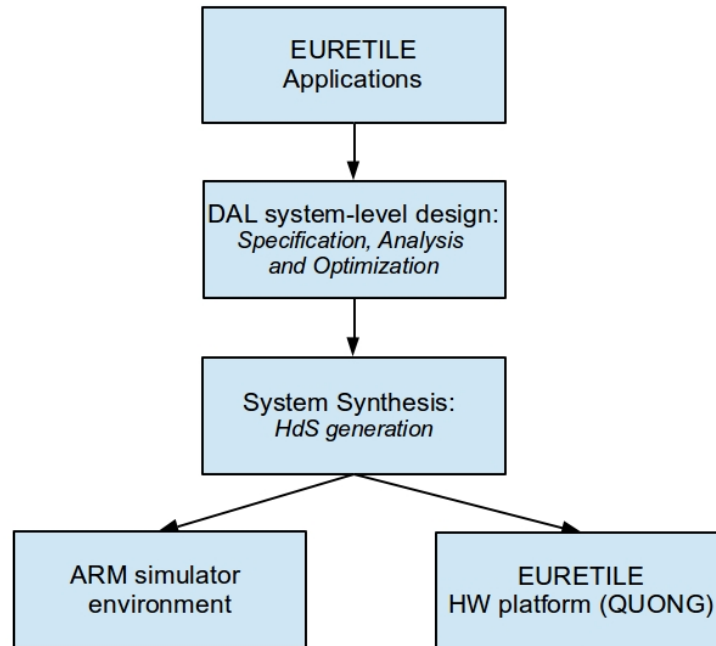 EURETILE
Applications
DAL system-level design:
Specification, Analysis
and Optimization
System Synthesis:
HdS generation
ARM simulator
environment
EURETILE
HW platform (QUONG)